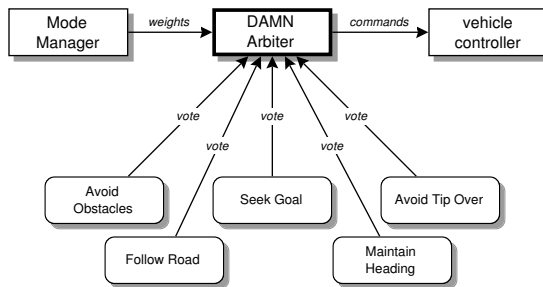 Mode
Manager
weights
DAMN
Arbiter
commands
vehicle
controller
vote
vote
vote
vote
vote
Avoid
Obstacles
Seek Goal
Avoid Tip Over
Follow Road
Maintain
Heading